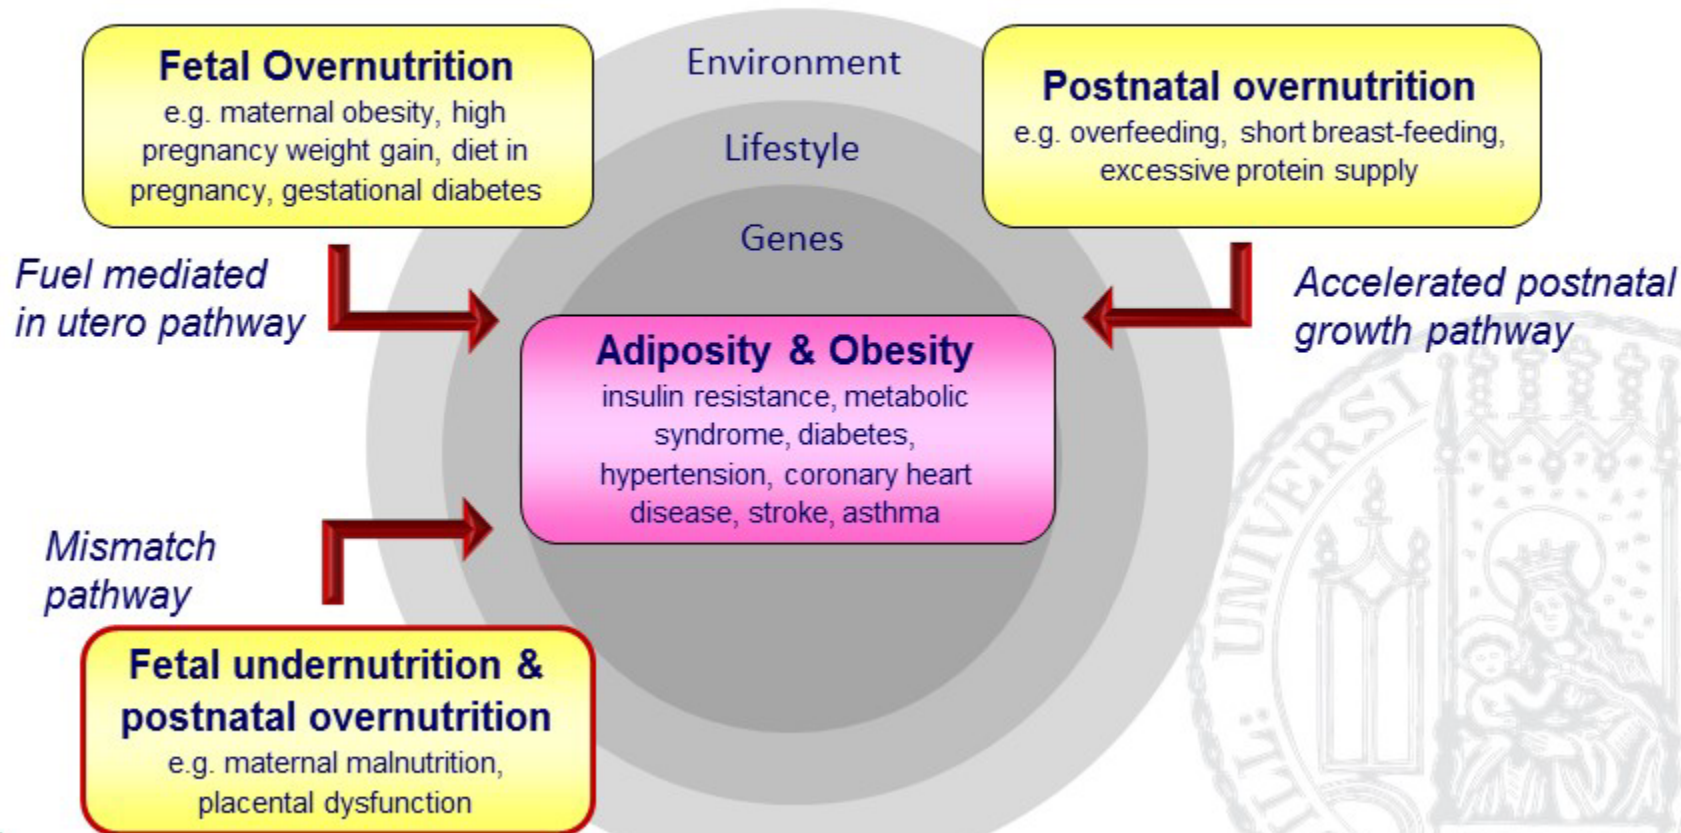 Fetal Overnutrition
e.g. maternal obesity, high
pregnancy weight gain, diet in
pregnancy, gestational diabetes
Environment
Lifestyle
Genes
Postnatal overnutrition
e.g. overfeeding, short breast-feeding,
excessive protein supply
Fuel mediated
in utero pathway
Accelerated postnatal
growth pathway
Adiposity & Obesity
insulin resistance, metabolic
syndrome, diabetes,
hypertension, coronary heart
disease, stroke, asthma
Mismatch
pathway
Fetal undernutrition &
postnatal overnutrition
e.g. maternal malnutrition,
placental dysfunction
UNIVERSI